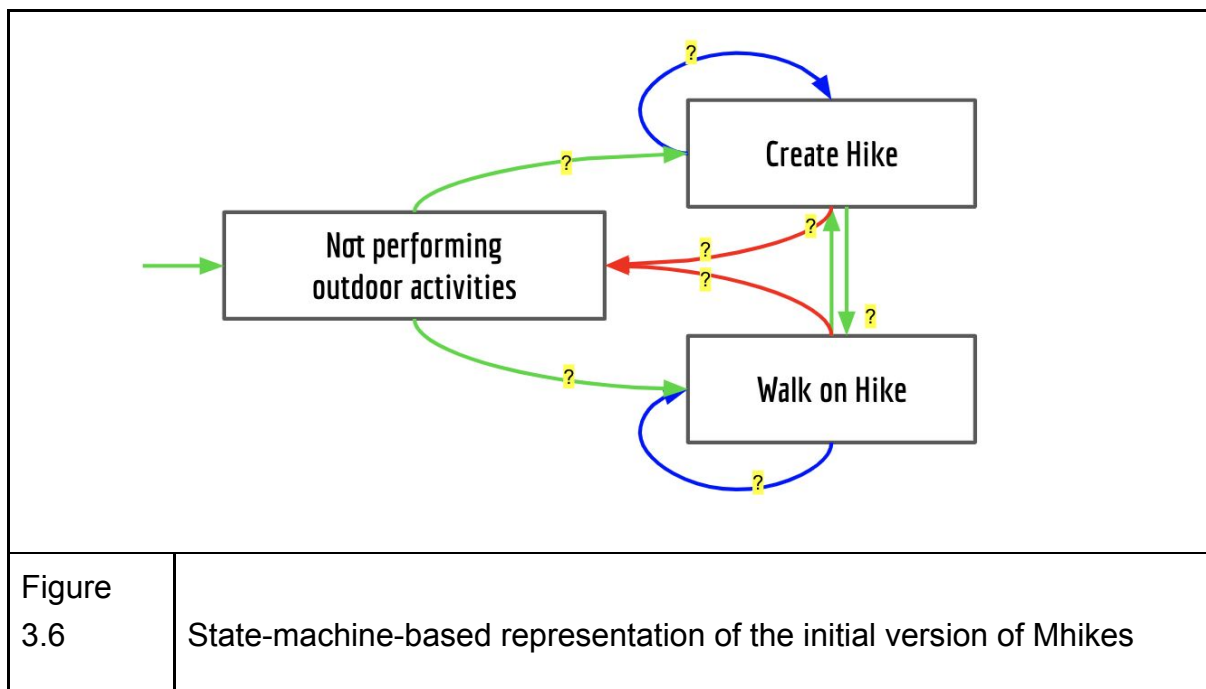 ?
Create Hike
?
?
Not performing
outdoor activities
?
?
?
?
Walk on Hike
?
Figure
3.6
State-machine-based representation of the initial version of Mhikes